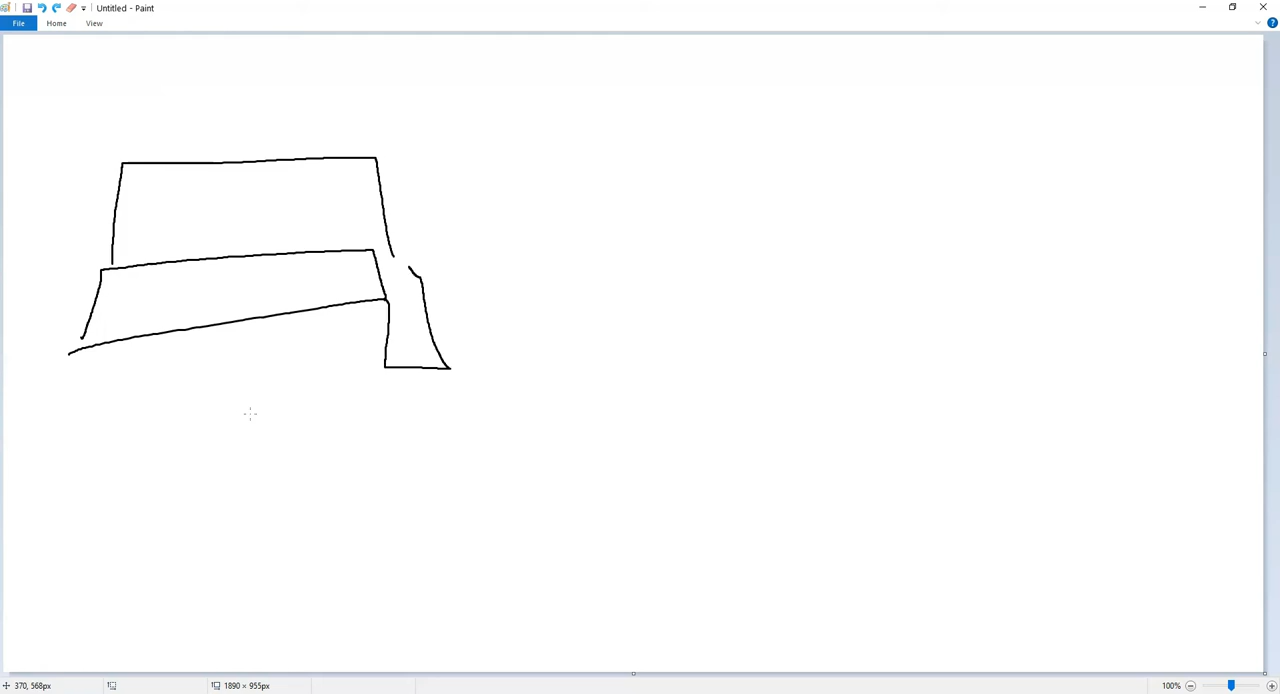 Untitled - Paint
File Home View
370, 568px
1890 × 955px
100%